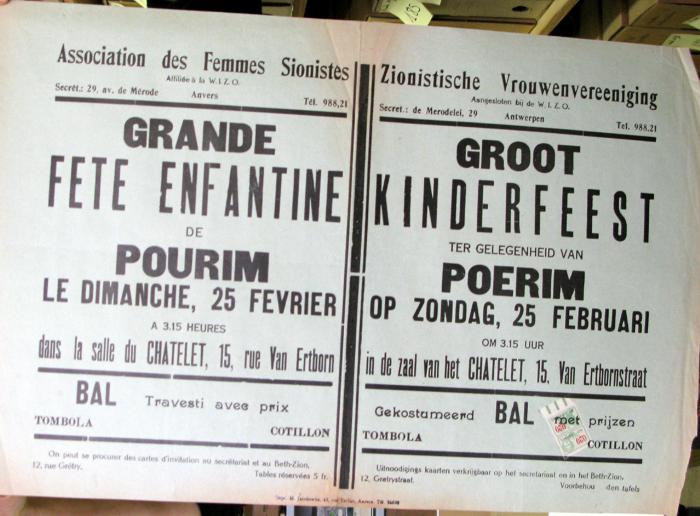 Association des Femmes Sionistes
Affiliée à la W. I. Z. O.
Secrét.: 29, av. de Mérode Anvers Tél. 988,21
GRANDE
FETE ENFANTINE
DE
POURIM
LE DIMANCHE, 25 FEVRIER
A 3.15 HEURES
dans la salle du CHATELET, 15, rue Van Ertborn
BAL Travesti avec prix
TOMBOLA COTILLON
On peut se procurer des cartes d'invitation au secrétariat et au Beth-Zion,
12, rue Grétry. Tables réservées 5 fr.
Zionistische Vrouwenvereeniging
Aangesloten bij de W. I. Z. O.
Secret.: de Merodelei, 29 Antwerpen Tel. 988.21
GROOT
KINDERFEEST
TER GELEGENHEID VAN
POERIM
OP ZONDAG, 25 FEBRUARI
OM 3.15 UUR
in de zaal van het CHATELET, 15, Van Ertbornstraat
Gekostumeerd BAL met prijzen
TOMBOLA COTILLON
Uitnoodigings kaarten verkrijgbaar op het secretariaat en in het Beth-Zion,
12, Gretrystraat. Voorbehou den tafels